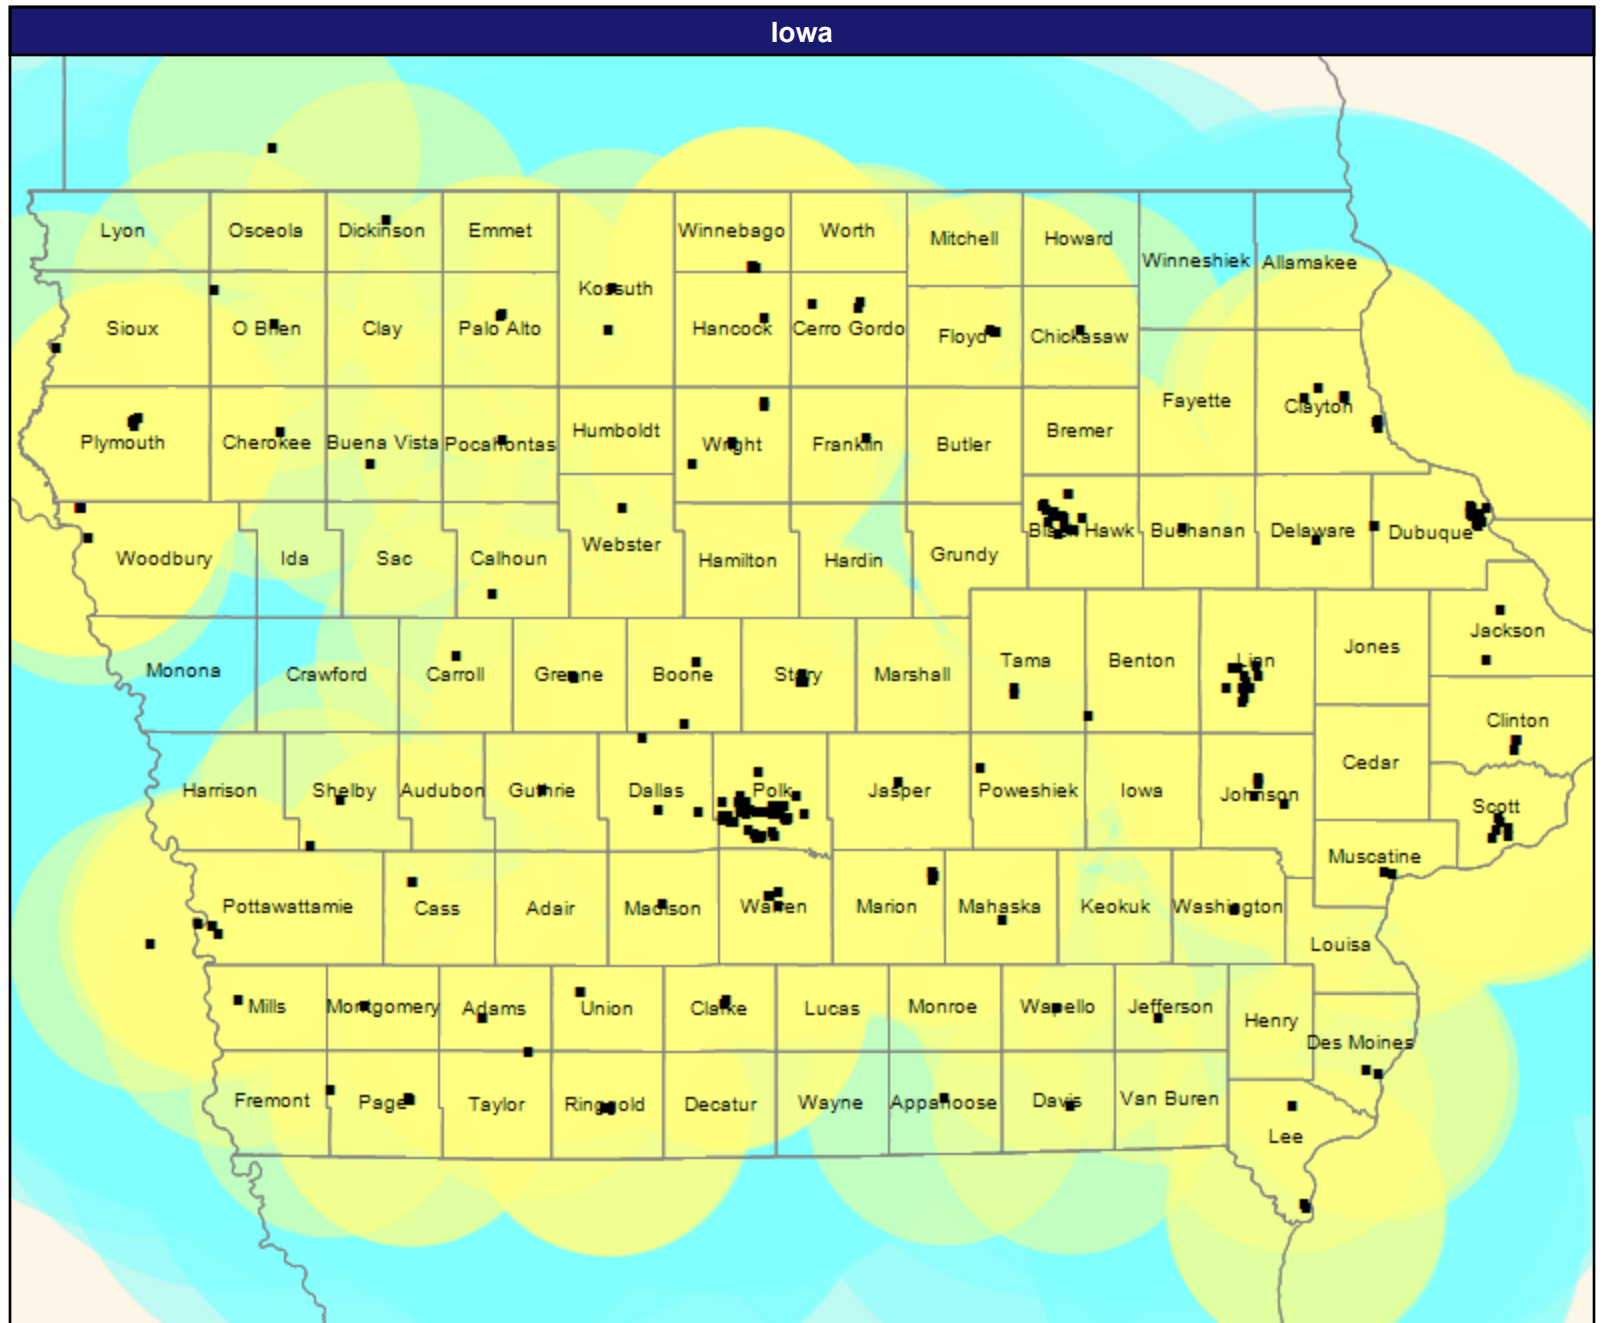 Iowa
Lyon
Osceola
Dickinson
Emmet
Winnebago
Worth
Mitchell
Howard
Winneshiek
Allamakee
Kossuth
Sioux
O Brien
Clay
Palo Alto
Hancock
Cerro Gordo
Floyd
Chickasaw
Fayette
Clayton
Plymouth
Cherokee
Buena Vista
Pocahontas
Humboldt
Wright
Franklin
Butler
Bremer
Woodbury
Ida
Sac
Calhoun
Webster
Hamilton
Hardin
Grundy
Black Hawk
Buchanan
Delaware
Dubuque
Jackson
Monona
Crawford
Carroll
Greene
Boone
Story
Marshall
Tama
Benton
Linn
Jones
Clinton
Harrison
Shelby
Audubon
Guthrie
Dallas
Polk
Jasper
Poweshiek
Iowa
Johnson
Cedar
Scott
Muscatine
Pottawattamie
Cass
Adair
Madison
Warren
Marion
Mahaska
Keokuk
Washington
Louisa
Mills
Montgomery
Adams
Union
Clarke
Lucas
Monroe
Wapello
Jefferson
Henry
Des Moines
Fremont
Page
Taylor
Ringgold
Decatur
Wayne
Appanoose
Davis
Van Buren
Lee